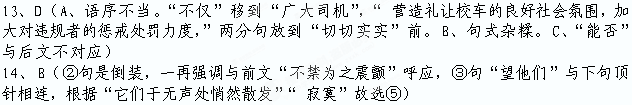 13、D（A、语序不当。“不仅”移到“广大司机”，“ 营造礼让校车的良好社会氛围，加
大对违规者的惩戒处罚力度，”两分句放到“切切实实”前。B、句式杂糅。C、“能否”
与后文不对应）
14、B（②句是倒装，一再强调与前文“不禁为之震颤”呼应，③句“望他们”与下句顶
针相连，根据“它们于无声处悄然散发”“ 寂寞”故选⑤）